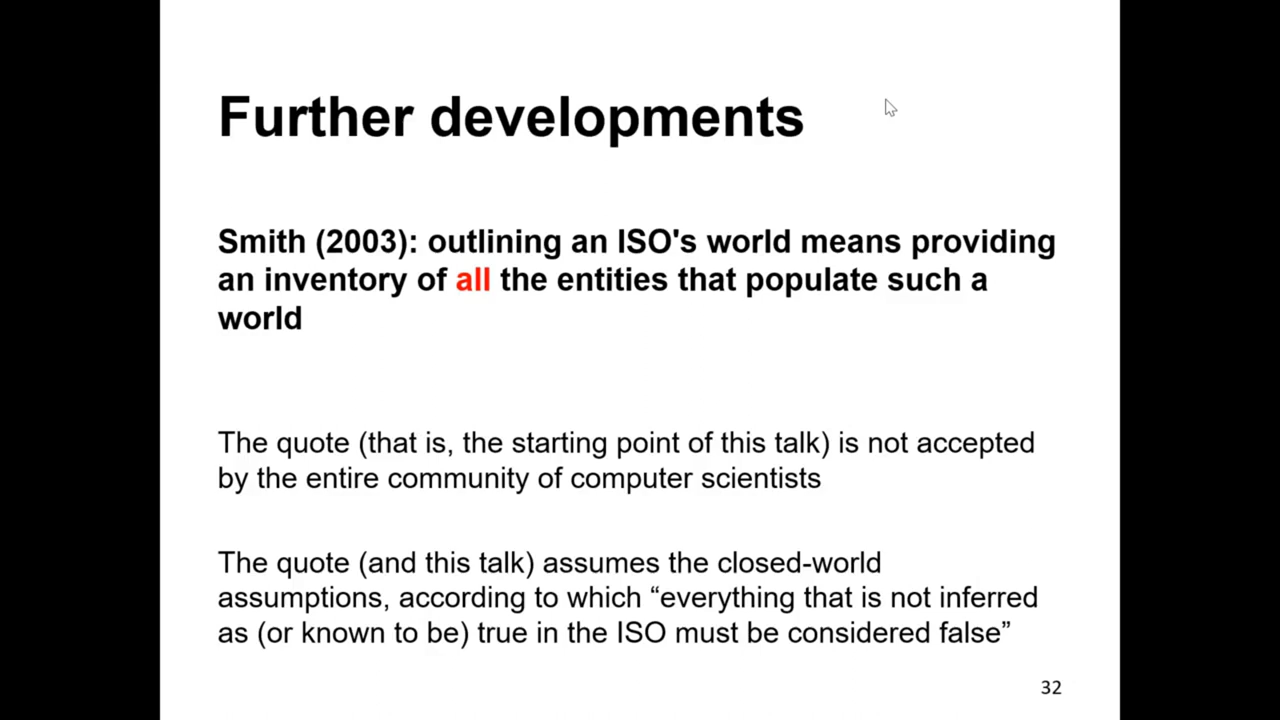 Further developments
Smith (2003): outlining an ISO's world means providing
an inventory of all the entities that populate such a
world
The quote (that is, the starting point of this talk) is not accepted
by the entire community of computer scientists
The quote (and this talk) assumes the closed-world
assumptions, according to which “everything that is not inferred
as (or known to be) true in the ISO must be considered false”
32